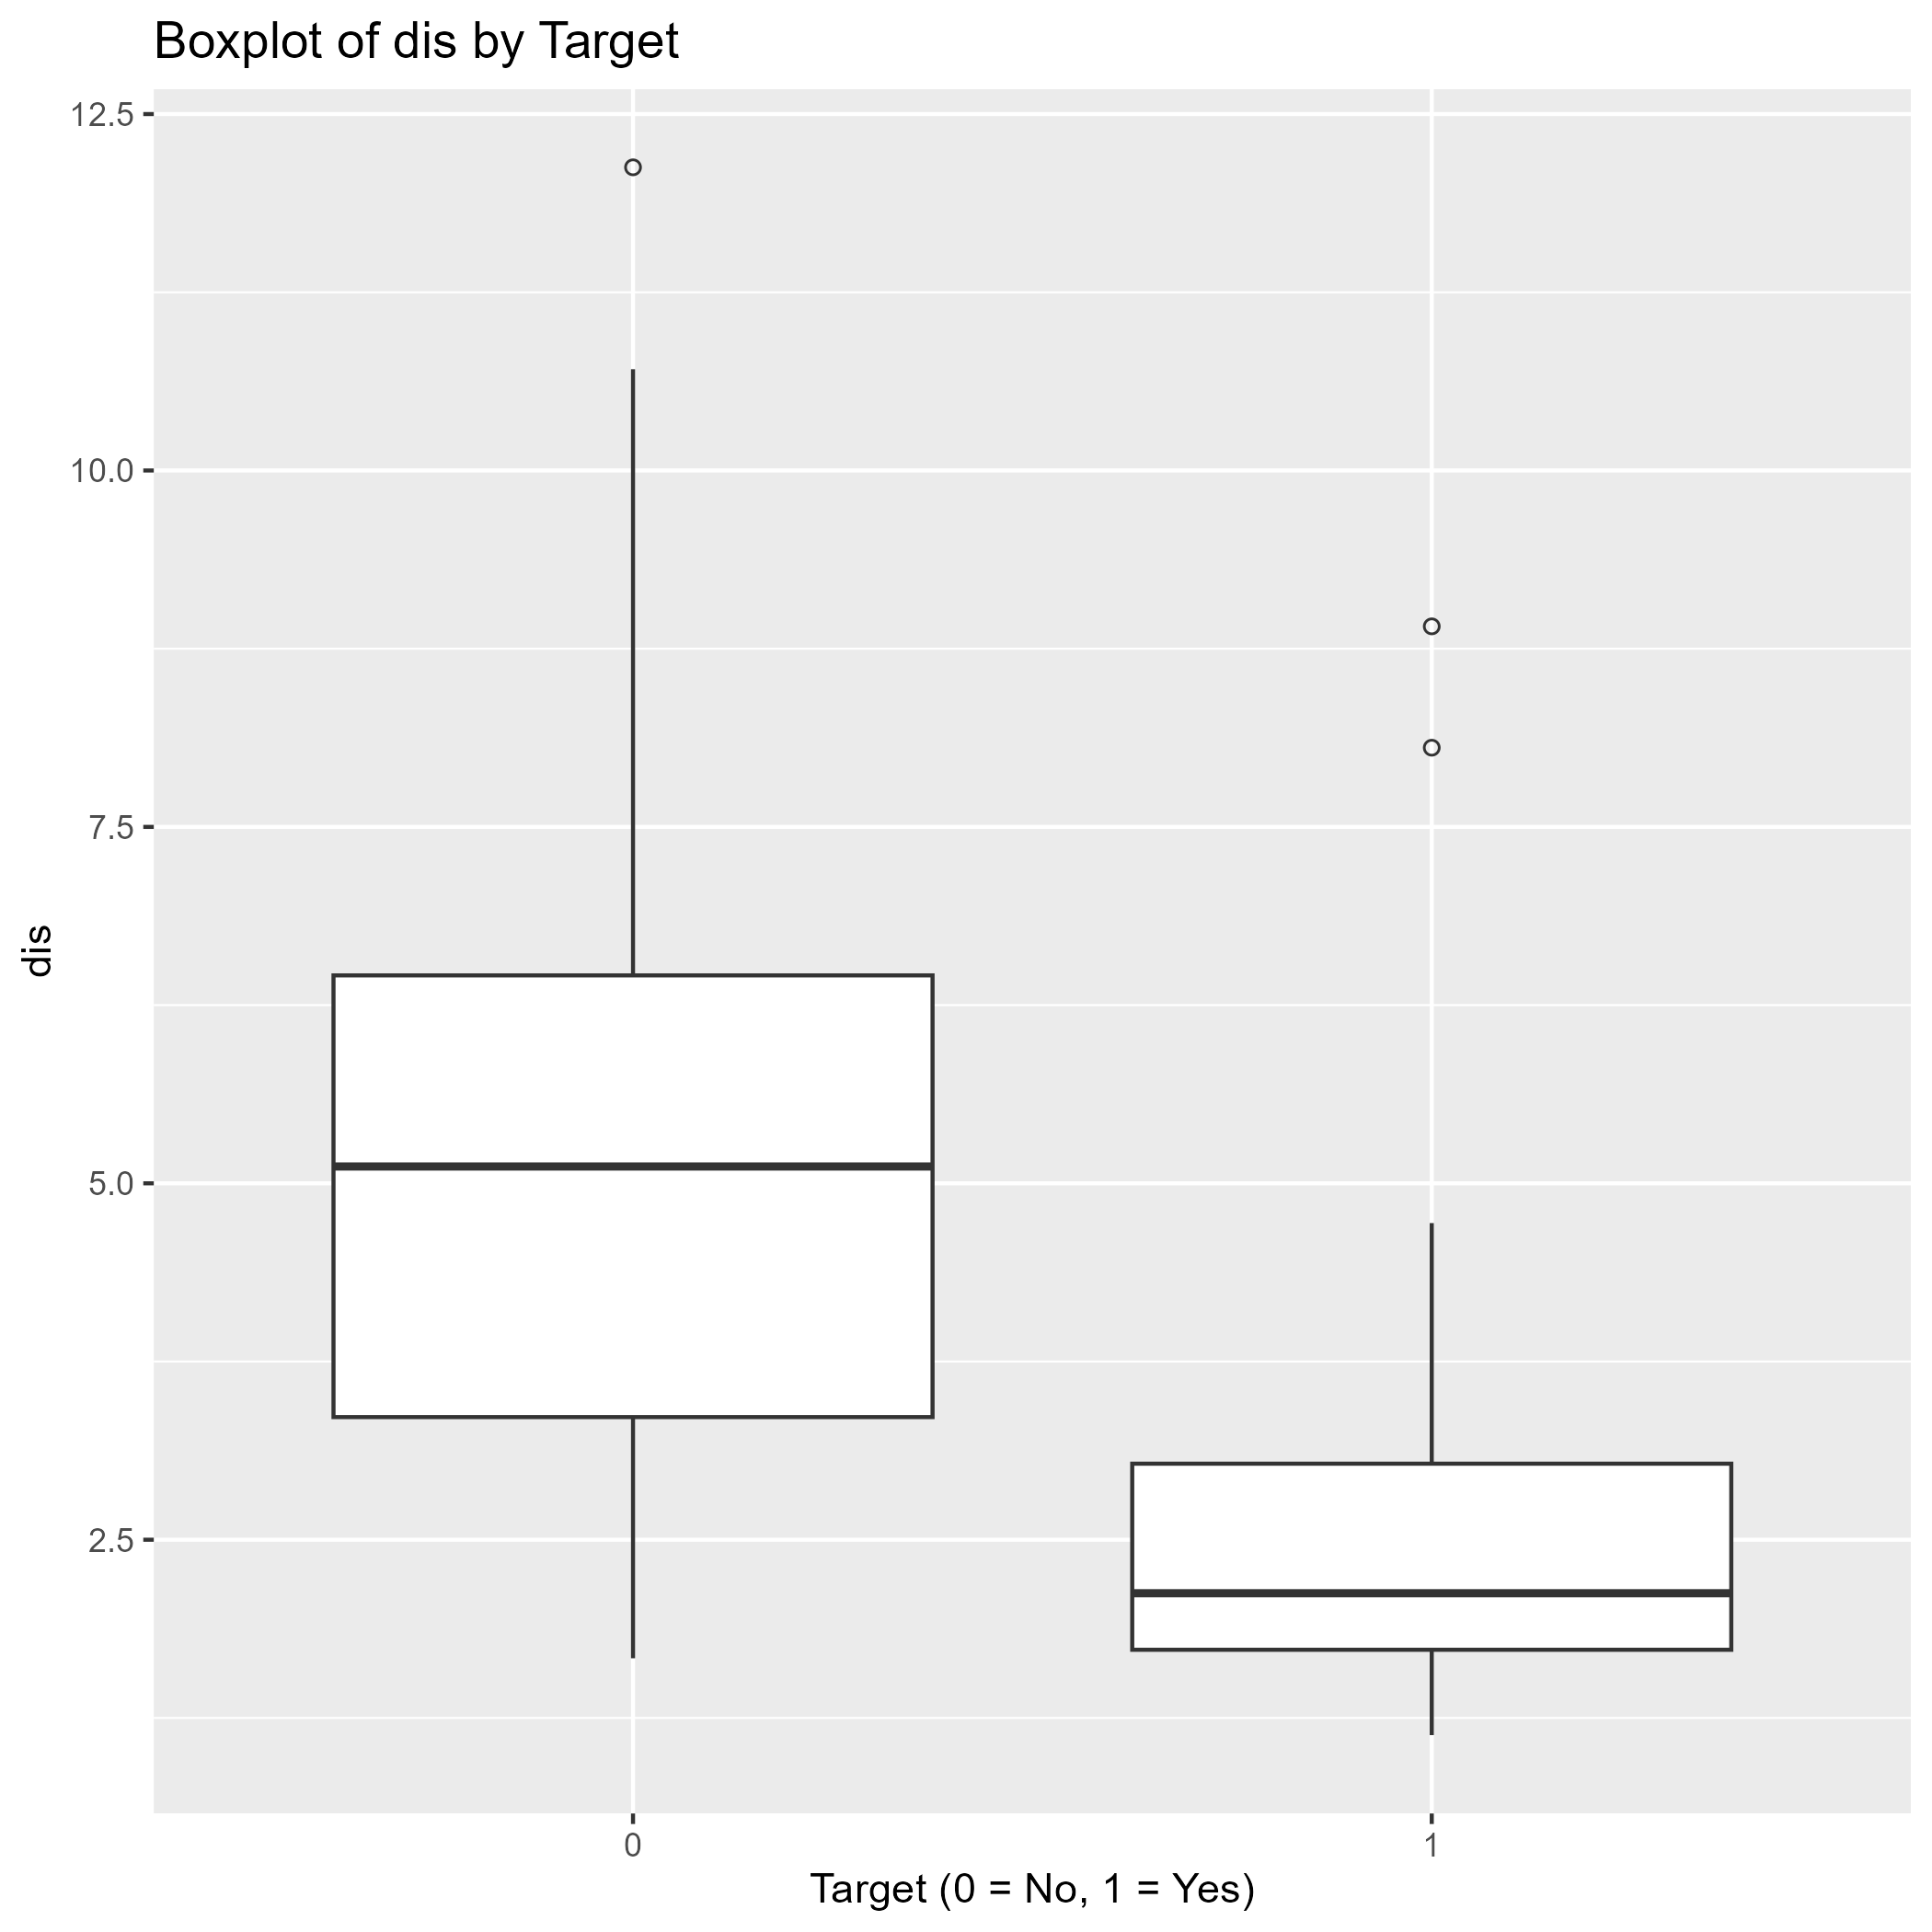 Boxplot of dis by Target
12.5
10.0
7.5
5.0
2.5
dis
0
1
Target (0 = No, 1 = Yes)